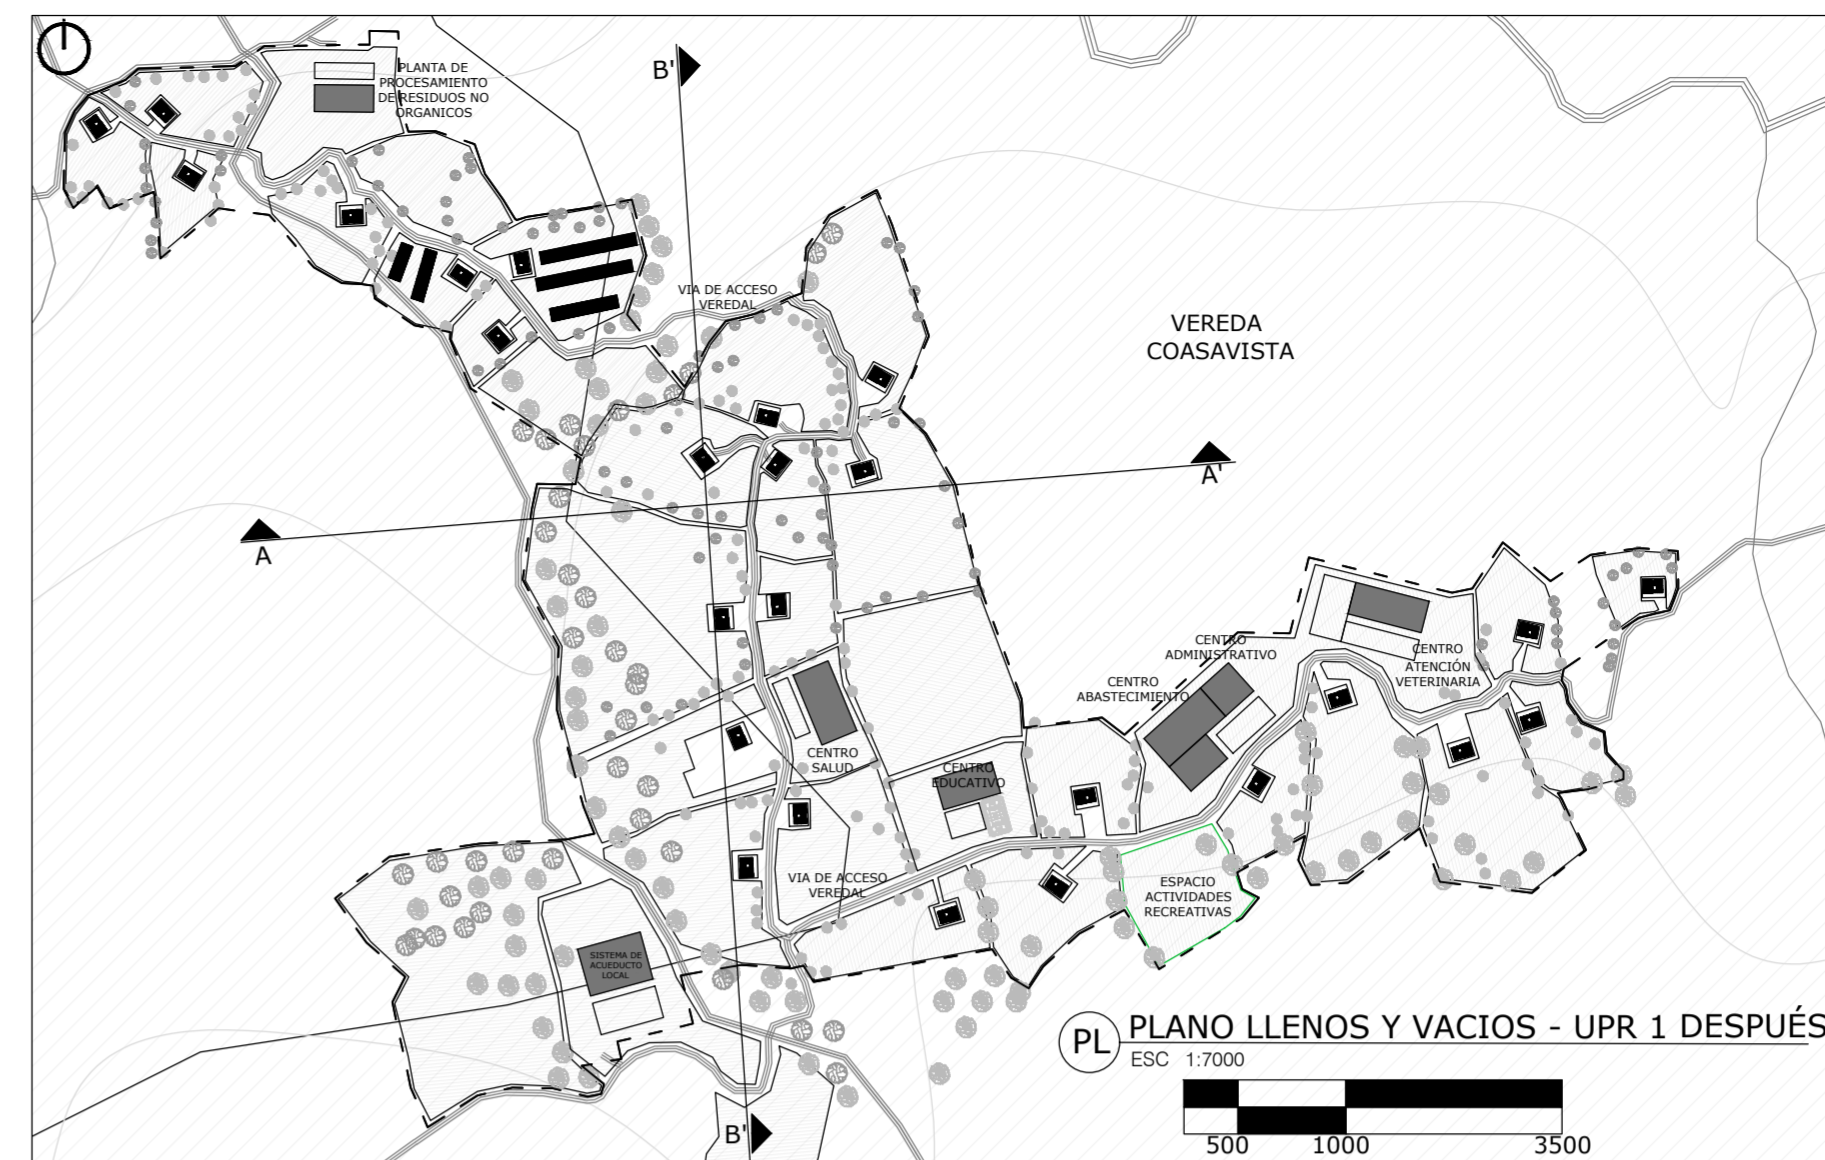 PLANTA DE
PROCESAMIENTO
DE RESIDUOS NO
ORGANICOS
B'
VIA DE ACCESO
VEREDAL
VEREDA
COASAVISTA
A'
A
CENTRO
ADMINISTRATIVO
CENTRO
ATENCIÓN
VETERINARIA
CENTRO
ABASTECIMIENTO
CENTRO
SALUD
CENTRO
EDUCATIVO
VIA DE ACCESO
VEREDAL
ESPACIO
ACTIVIDADES
RECREATIVAS
SISTEMA DE
ACUEDUCTO
LOCAL
PL
PLANO LLENOS Y VACIOS - UPR 1 DESPUÉS
ESC 1:7000
500 1000 3500
B'